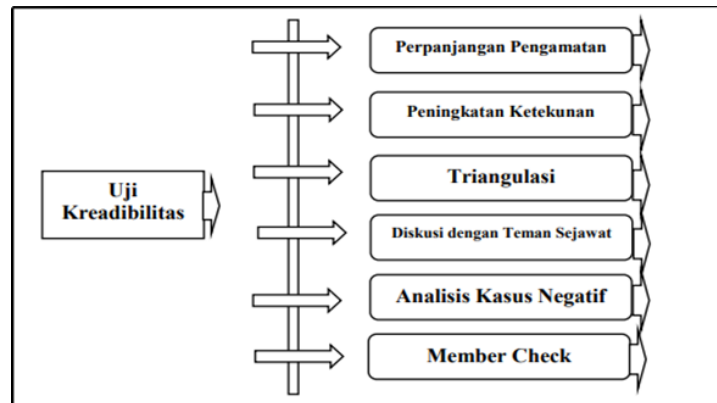 Uji
Kreadibilitas
Perpanjangan Pengamatan
Peningkatan Ketekunan
Triangulasi
Diskusi dengan Teman Sejawat
Analisis Kasus Negatif
Member Check